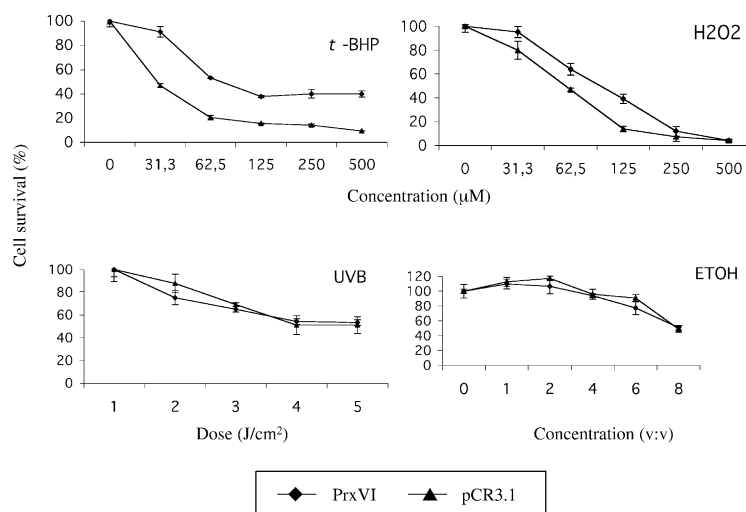 t -BHP
H2O2
100
80
60
40
20
0
0 31,3 62,5 125 250 500
100
80
60
40
20
0
0 31,3 62,5 125 250 500
Concentration (µM)
Cell survival (%)
UVB
ETOH
100
80
60
40
20
0
1 2 3 4 5
120
100
80
60
40
20
0
0 1 2 4 6 8
Dose (J/cm²)
Concentration (v:v)
PrxVI
pCR3.1